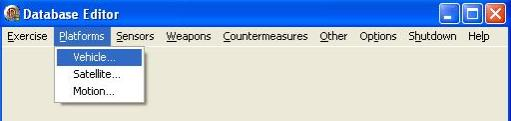 Database Editor
Exercise Platforms Sensors Weapons Countermeasures Other Options Shutdown Help
Vehicle...
Satellite...
Motion...